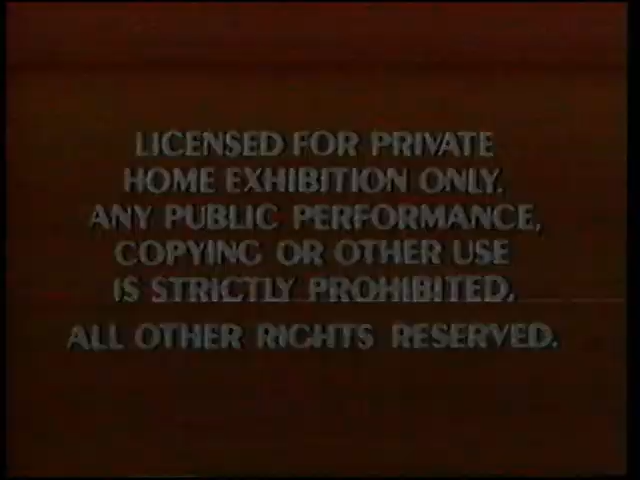 LICENSED FOR PRIVATE
HOME EXHIBITION ONLY.
ANY PUBLIC PERFORMANCE,
COPYING OR OTHER USE
IS STRICTLY PROHIBITED.
ALL OTHER RIGHTS RESERVED.